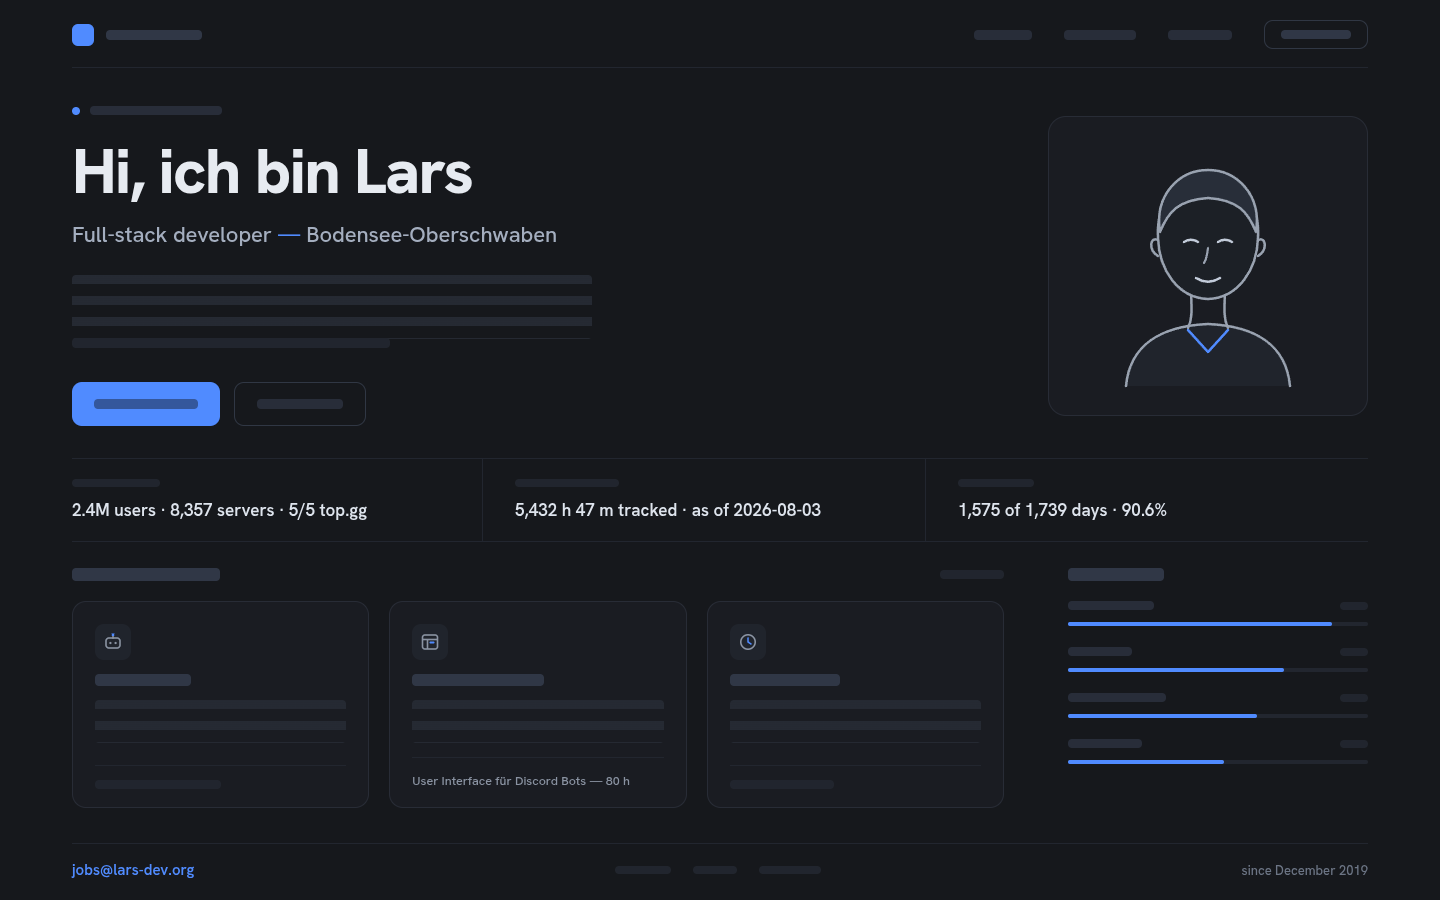 Hi, ich bin Lars
Full-stack developer — Bodensee-Oberschwaben
2.4M users · 8,357 servers · 5/5 top.gg
5,432 h 47 m tracked · as of 2026-08-03
1,575 of 1,739 days · 90.6%
User Interface für Discord Bots — 80 h
jobs@lars-dev.org
since December 2019